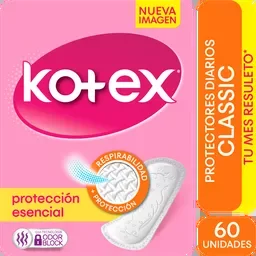 NUEVA
IMAGEN
kotex
RESPIRABILIDAD
+ PROTECCIÓN
protección
esencial
ODOR
BLOCK
PROTECTORES DIARIOS
CLASSIC
TU MES RESUELTO*
60
UNIDADES